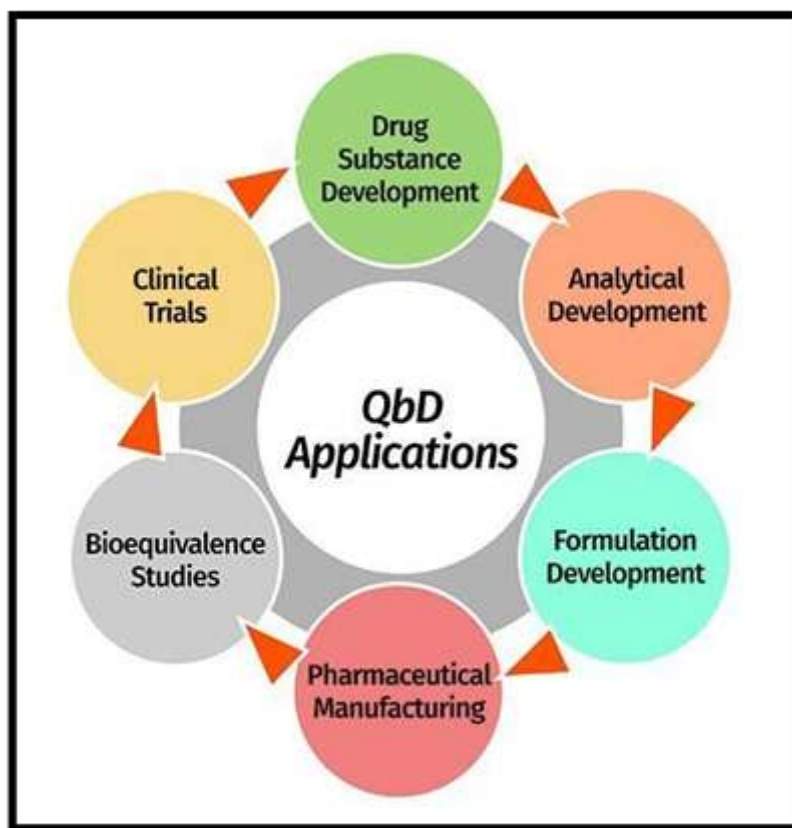 Drug
Substance
Development
Analytical
Development
Formulation
Development
Pharmaceutical
Manufacturing
Bioequivalence
Studies
Clinical
Trials
QbD
Applications